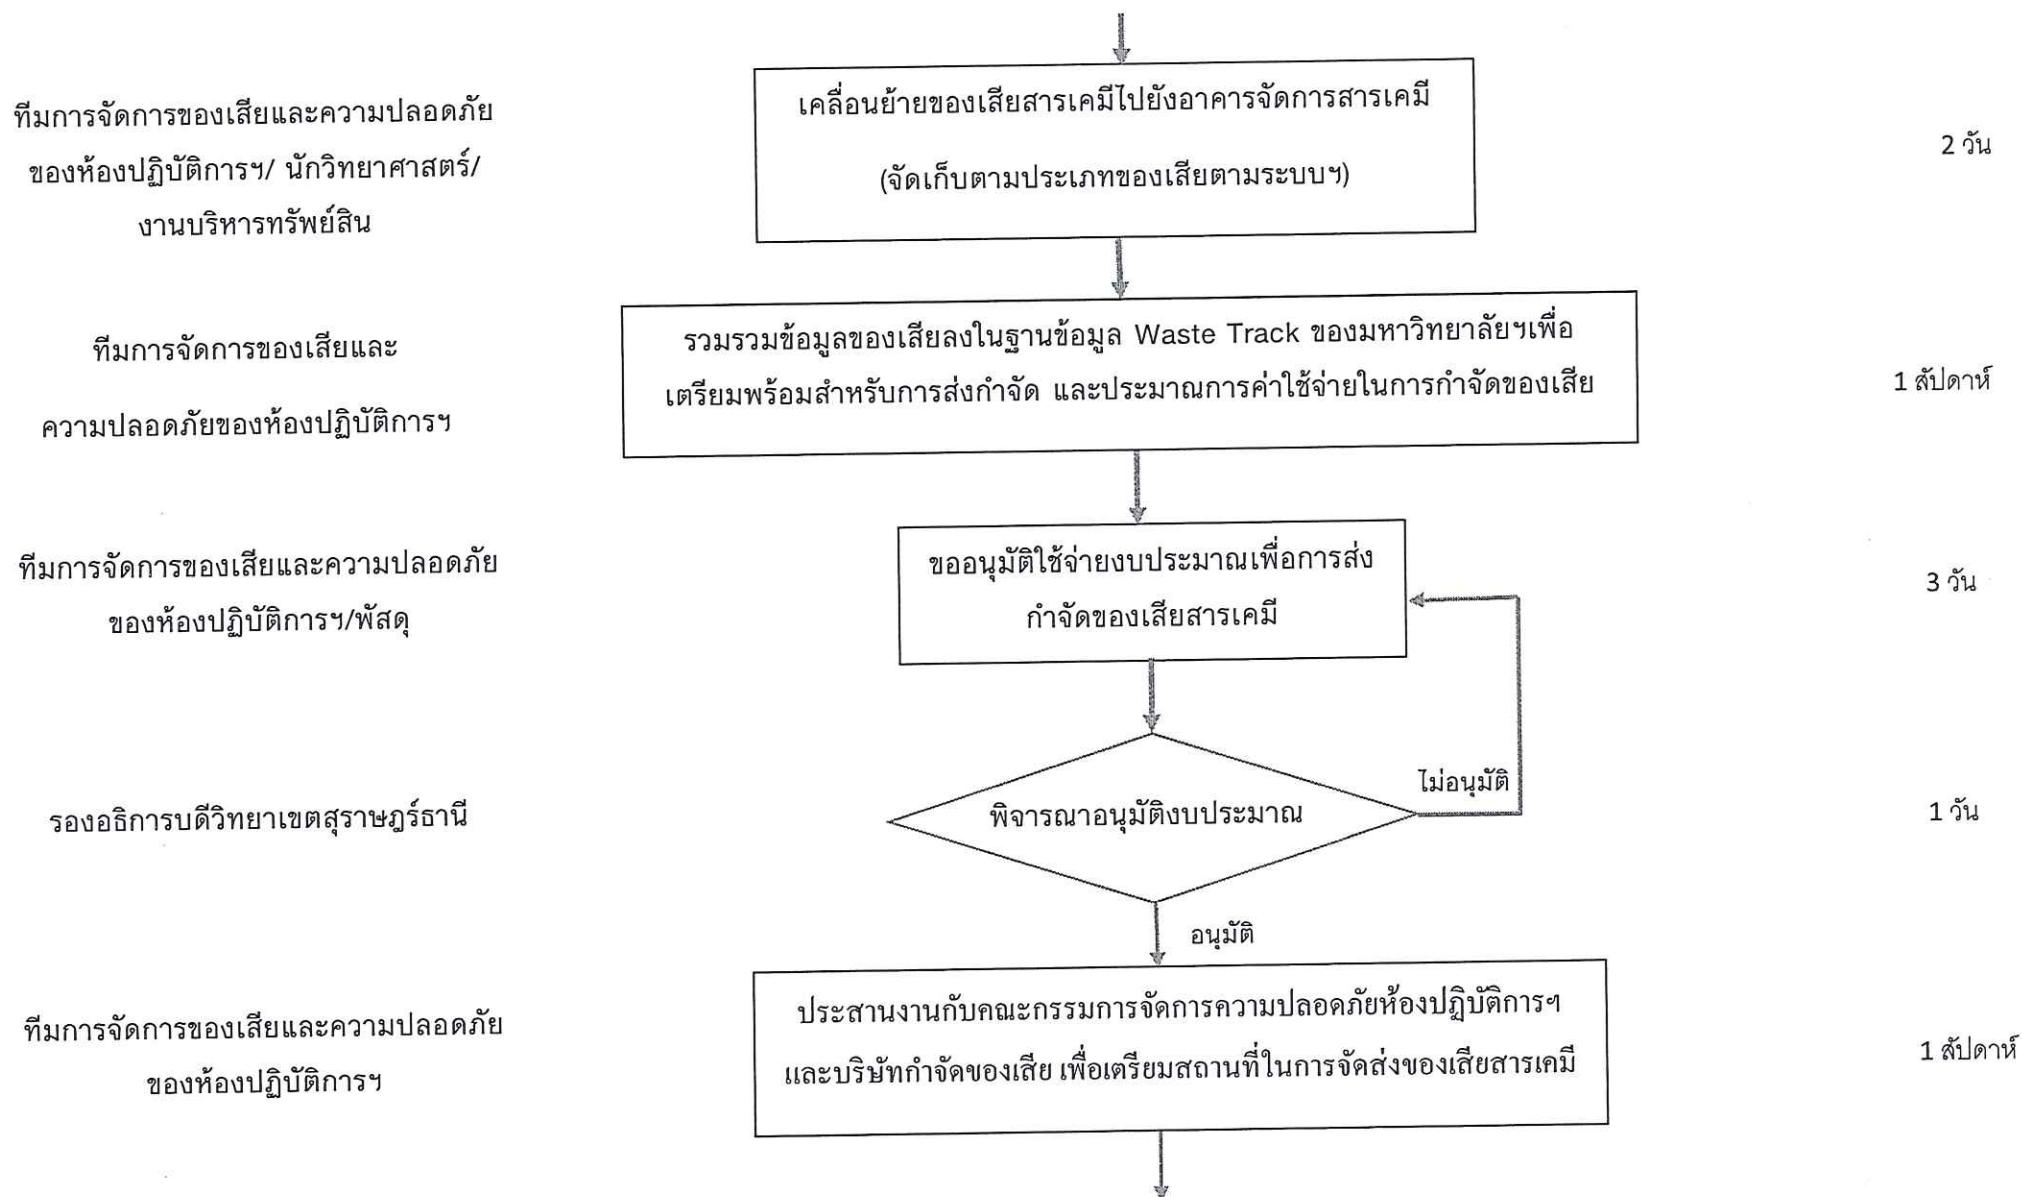 ทีมการจัดการของเสียและความปลอดภัย
ของห้องปฏิบัติการฯ/ นักวิทยาศาสตร์/
งานบริหารทรัพย์สิน
เคลื่อนย้ายของเสียสารเคมีไปยังอาคารจัดการสารเคมี
(จัดเก็บตามประเภทของเสียตามระบบฯ)
2 วัน
ทีมการจัดการของเสียและ
ความปลอดภัยของห้องปฏิบัติการฯ
รวมรวมข้อมูลของเสียลงในฐานข้อมูล Waste Track ของมหาวิทยาลัยฯเพื่อ
เตรียมพร้อมสำหรับการส่งกำจัด และประมาณการค่าใช้จ่ายในการกำจัดของเสีย
1 สัปดาห์
ทีมการจัดการของเสียและความปลอดภัย
ของห้องปฏิบัติการฯ/พัสดุ
ขออนุมัติใช้จ่ายงบประมาณเพื่อการส่ง
กำจัดของเสียสารเคมี
3 วัน
รองอธิการบดีวิทยาเขตสุราษฎร์ธานี
พิจารณาอนุมัติงบประมาณ
ไม่อนุมัติ
1 วัน
อนุมัติ
ทีมการจัดการของเสียและความปลอดภัย
ของห้องปฏิบัติการฯ
ประสานงานกับคณะกรรมการจัดการความปลอดภัยห้องปฏิบัติการฯ
และบริษัทกำจัดของเสีย เพื่อเตรียมสถานที่ในการจัดส่งของเสียสารเคมี
1 สัปดาห์